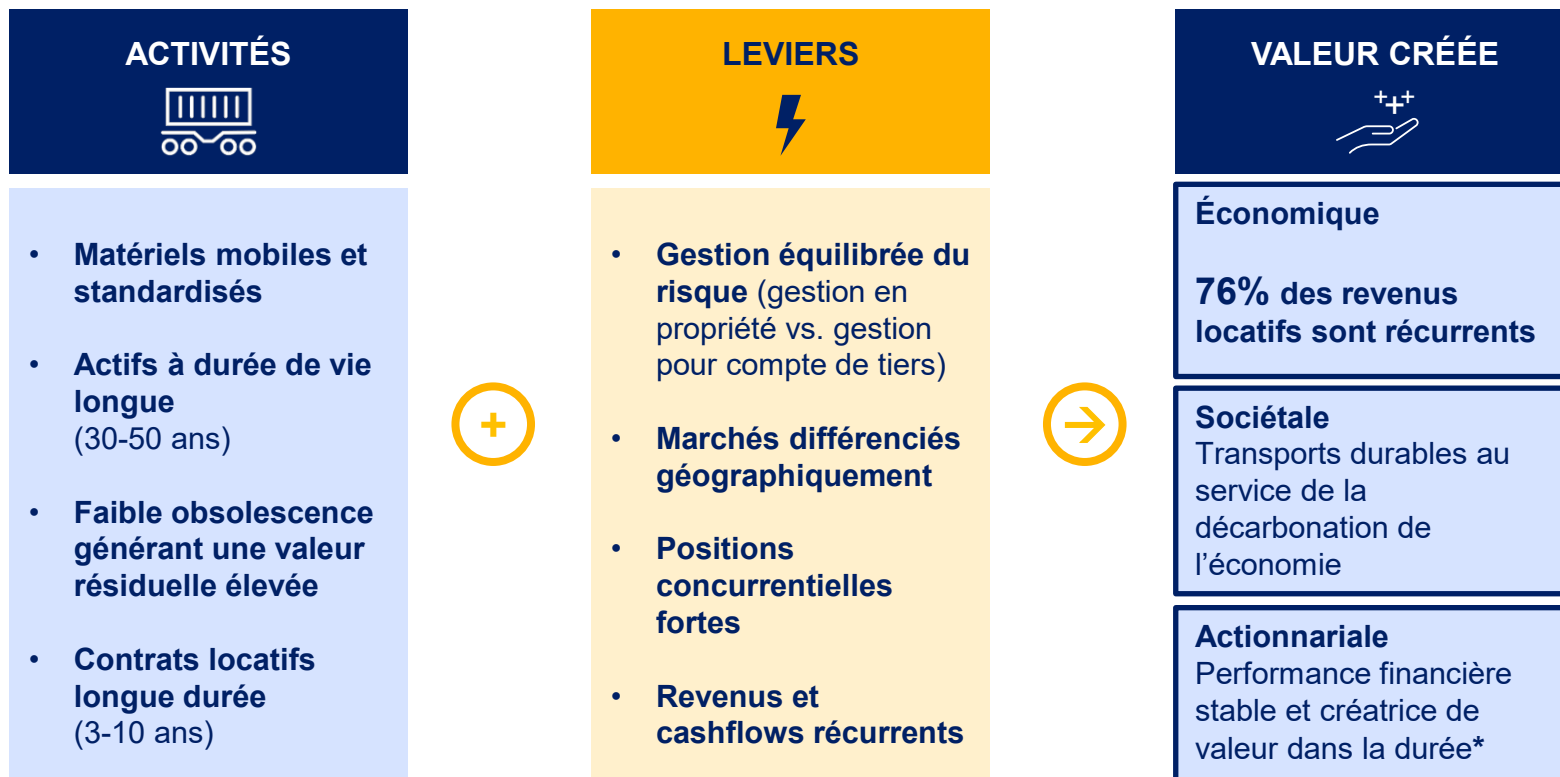 ACTIVITÉS
• Matériels mobiles et
standardisés
• Actifs à durée de vie
longue
(30-50 ans)
• Faible obsolescence
générant une valeur
résiduelle élevée
• Contrats locatifs
longue durée
(3-10 ans)
+
LEVIERS
• Gestion équilibrée du
risque (gestion en
propriété vs. gestion
pour compte de tiers)
• Marchés différenciés
géographiquement
• Positions
concurrentielles
fortes
• Revenus et
cashflows récurrents
VALEUR CRÉÉE
Économique
76% des revenus
locatifs sont récurrents
Sociétale
Transports durables au
service de la
décarbonation de
l’économie
Actionnariale
Performance financière
stable et créatrice de
valeur dans la durée*